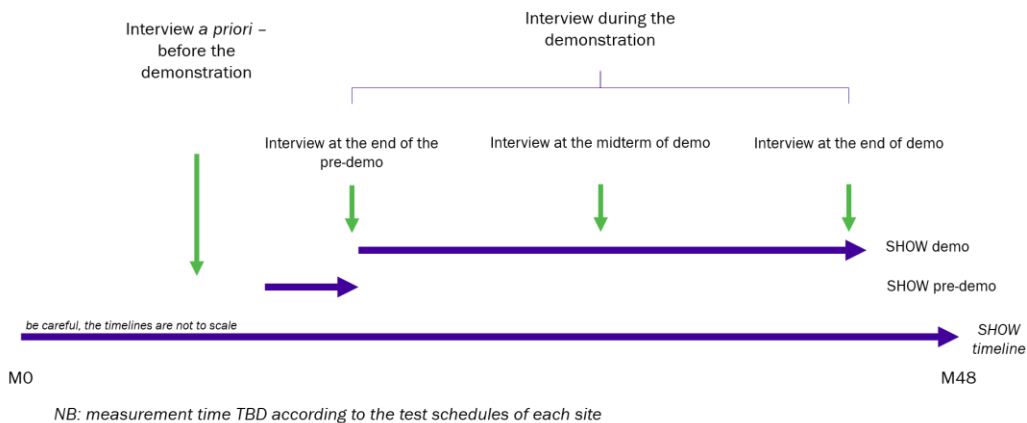 Interview a priori –
before the
demonstration
Interview during the
demonstration
Interview at the end of the
pre-demo
Interview at the midterm of demo
Interview at the end of demo
SHOW demo
SHOW pre-demo
be careful, the timelines are not to scale
SHOW
timeline
M0
M48
NB: measurement time TBD according to the test schedules of each site